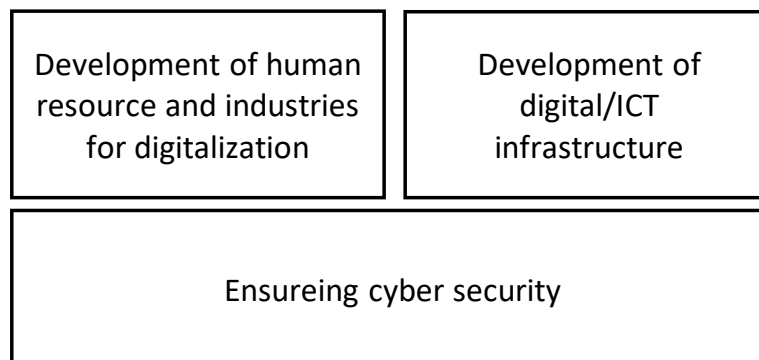 Development of human
resource and industries
for digitalization
Development of
digital/ICT
infrastructure
Ensureing cyber security